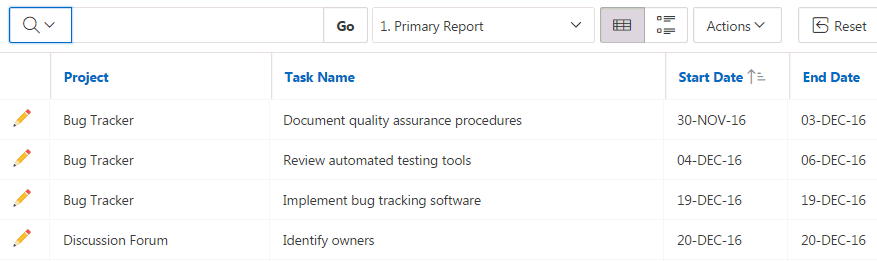 Go 1. Primary Report Actions Reset
Project Task Name Start Date End Date
Bug Tracker Document quality assurance procedures 30-NOV-16 03-DEC-16
Bug Tracker Review automated testing tools 04-DEC-16 06-DEC-16
Bug Tracker Implement bug tracking software 19-DEC-16 19-DEC-16
Discussion Forum Identify owners 20-DEC-16 20-DEC-16